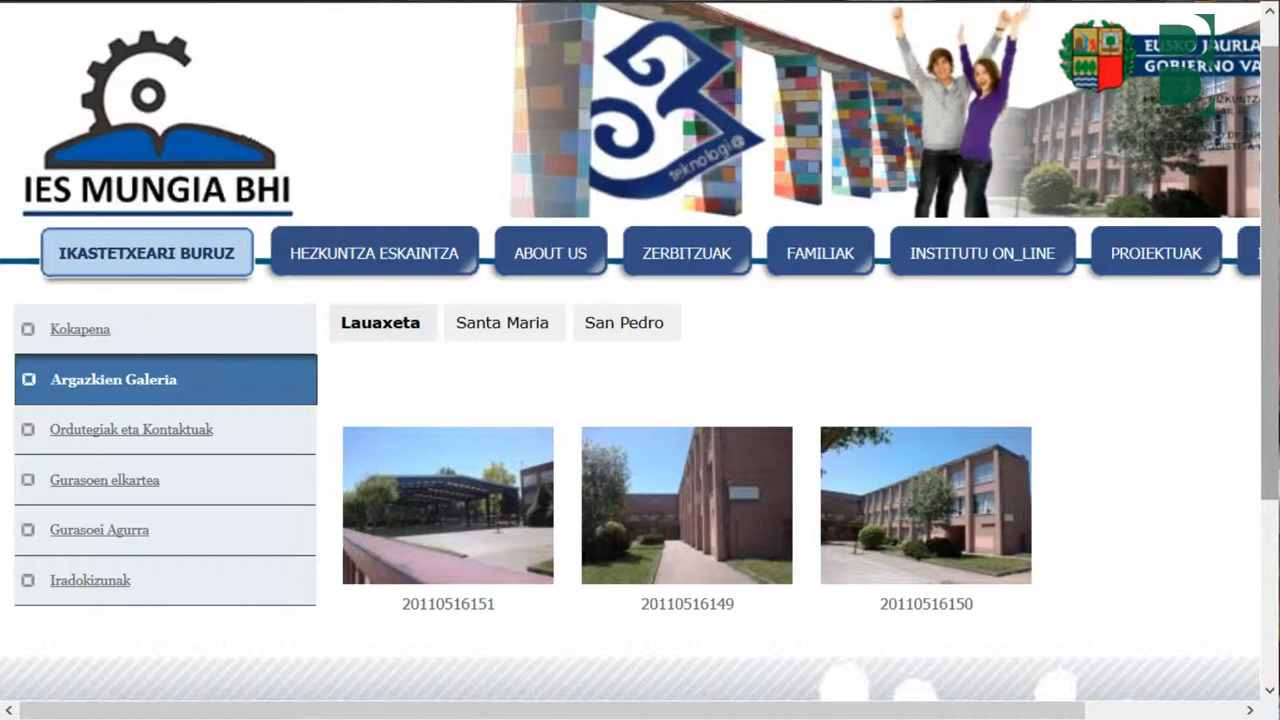 IES MUNGIA BHI
teknologi@
EUSKO JAURLA
GOBIERNO VA
IKASTETXEARI BURUZ
HEZKUNTZA ESKAINTZA
ABOUT US
ZERBITZUAK
FAMILIAK
INSTITUTU ON_LINE
PROIEKTUAK
Kokapena
Argazkien Galeria
Ordutegiak eta Kontaktuak
Gurasoen elkartea
Gurasoei Agurra
Iradokizunak
Lauaxeta
Santa Maria
San Pedro
20110516151
20110516149
20110516150